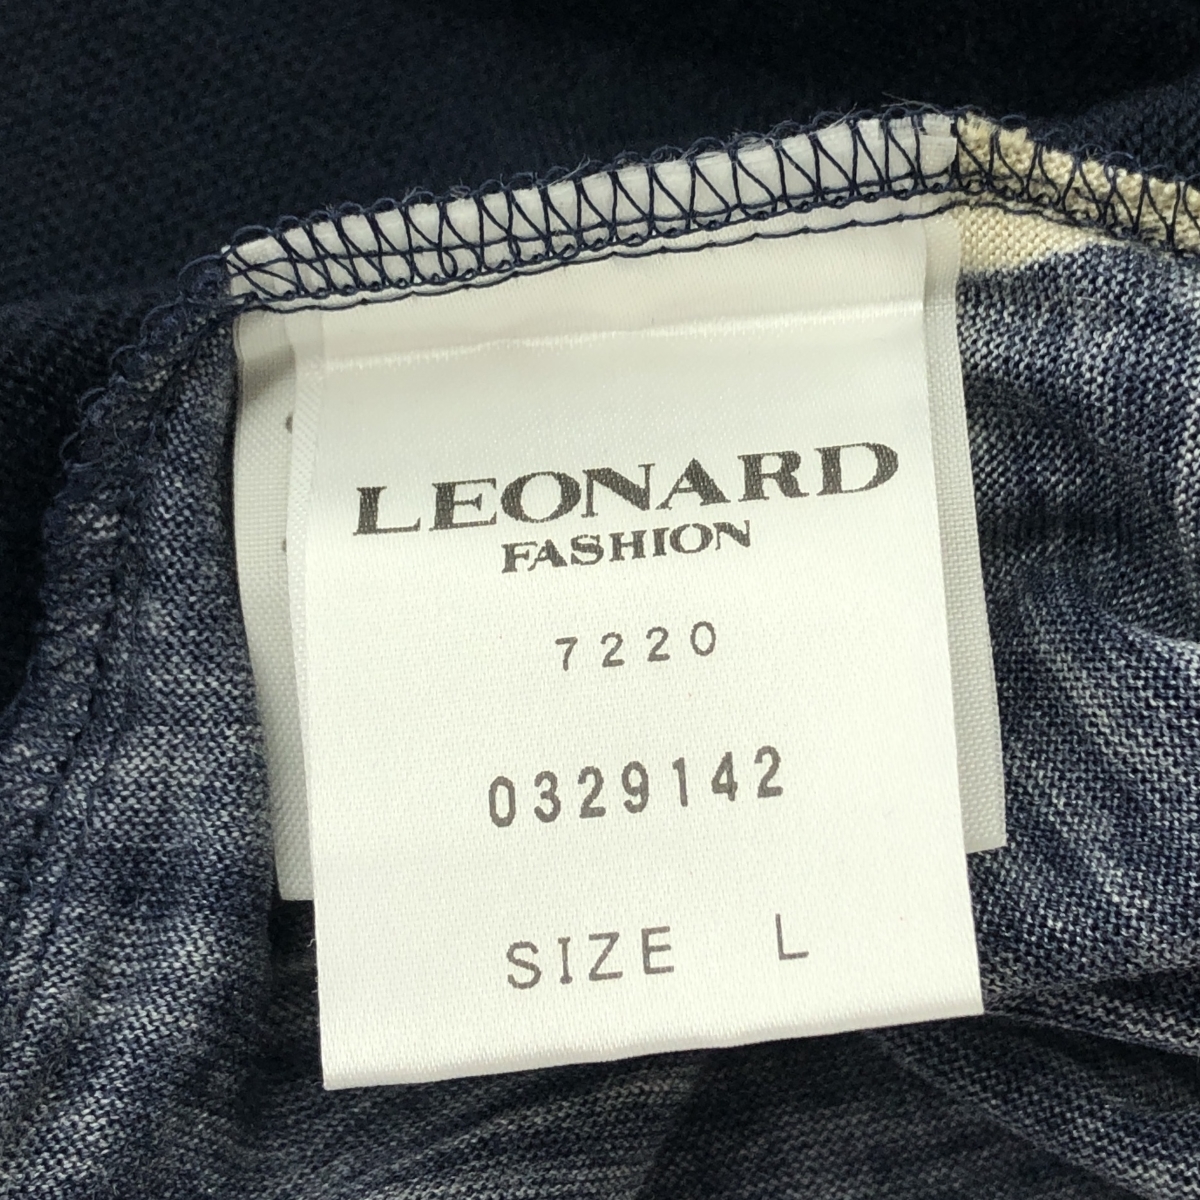 LEONARD
FASHION
7220
0329142
SIZE L